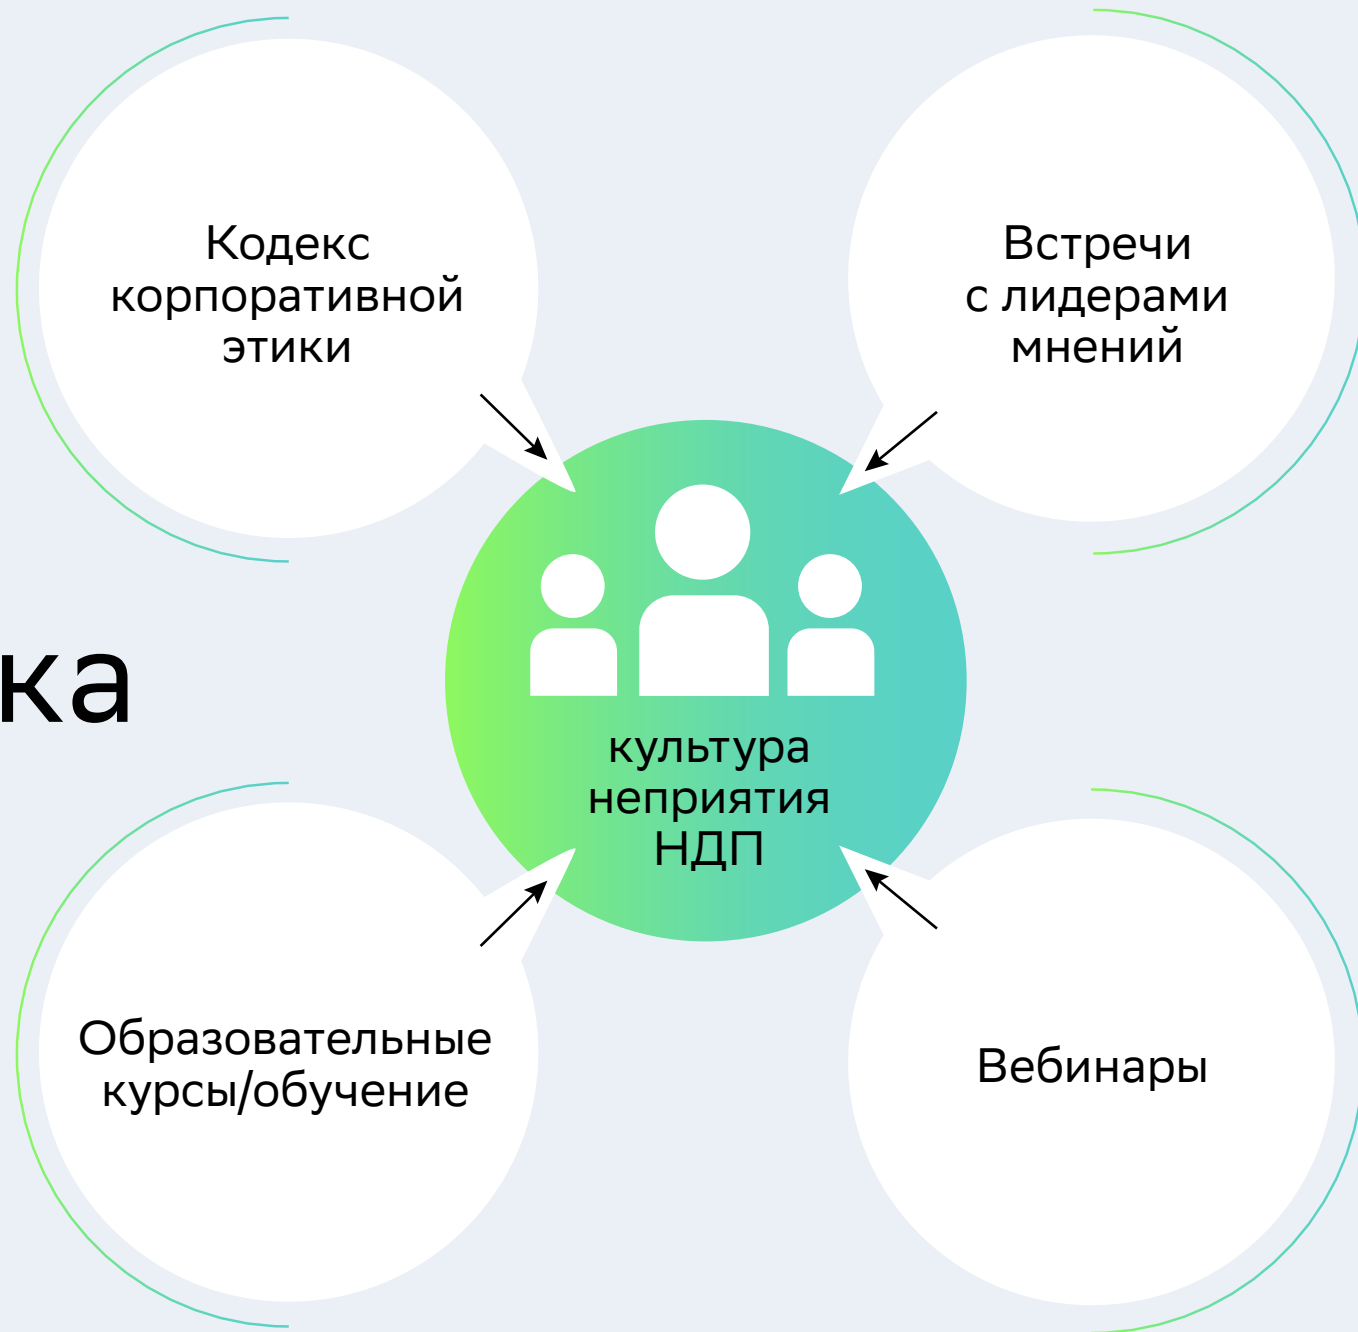 Кодекс
корпоративной
этики
Встречи
с лидерами
мнений
ка
культура
неприятия
НДП
Образовательные
курсы/обучение
Вебинары